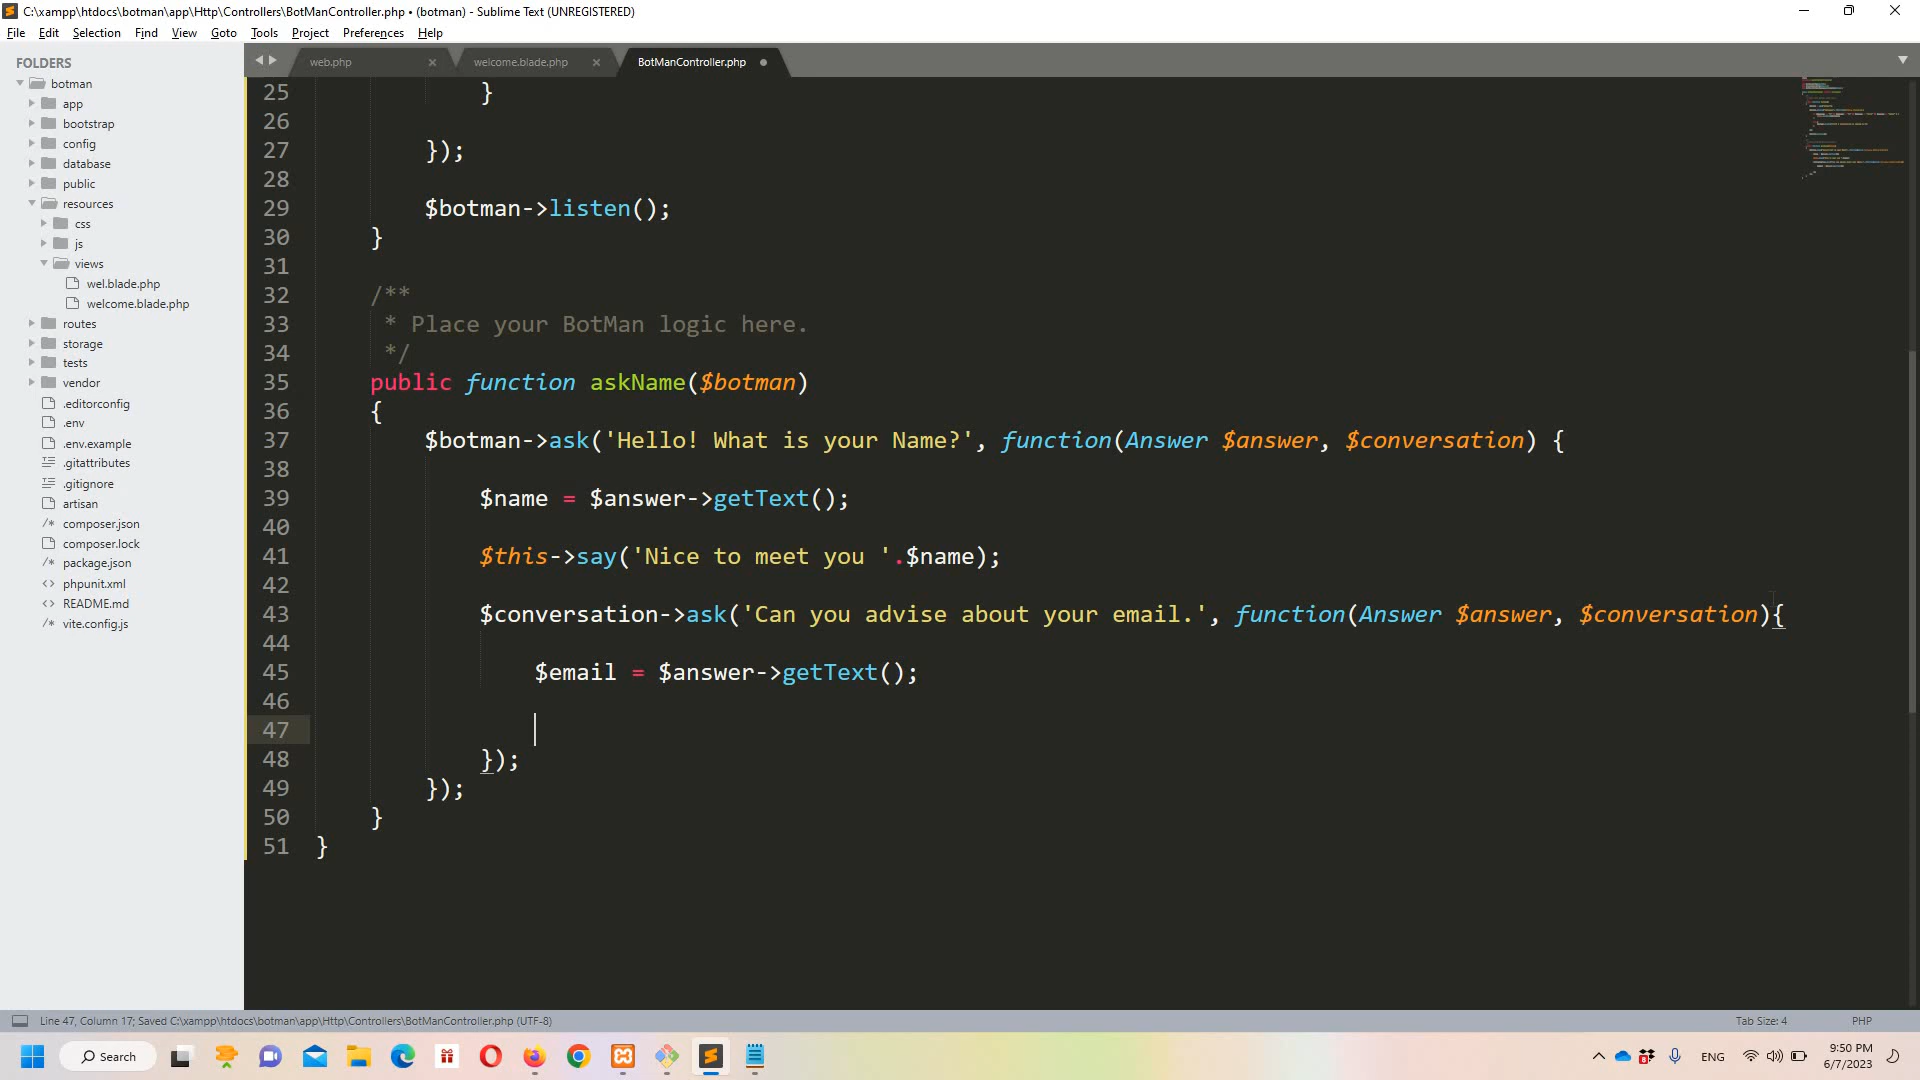 C:\xampp\htdocs\botman\app\Http\Controllers\BotManController.php • (botman) - Sublime Text (UNREGISTERED)
File Edit Selection Find View Goto Tools Project Preferences Help
FOLDERS
botman
app
bootstrap
config
database
public
resources
css
js
views
wel.blade.php
welcome.blade.php
routes
storage
tests
vendor
.editorconfig
.env
.env.example
.gitattributes
.gitignore
artisan
composer.json
composer.lock
package.json
phpunit.xml
README.md
vite.config.js
web.php welcome.blade.php BotManController.php
25 }
26
27 });
28
29 $botman->listen();
30 }
31
32 /**
33 * Place your BotMan logic here.
34 */
35 public function askName($botman)
36 {
37 $botman->ask('Hello! What is your Name?', function(Answer $answer, $conversation) {
38
39 $name = $answer->getText();
40
41 $this->say('Nice to meet you '.$name);
42
43 $conversation->ask('Can you advise about your email.', function(Answer $answer, $conversation){
44
45 $email = $answer->getText();
46
47
48 });
49 });
50 }
51 }
Line 47, Column 17; Saved C:\xampp\htdocs\botman\app\Http\Controllers\BotManController.php (UTF-8) Tab Size: 4 PHP
Search
ENG
9:50 PM
6/7/2023